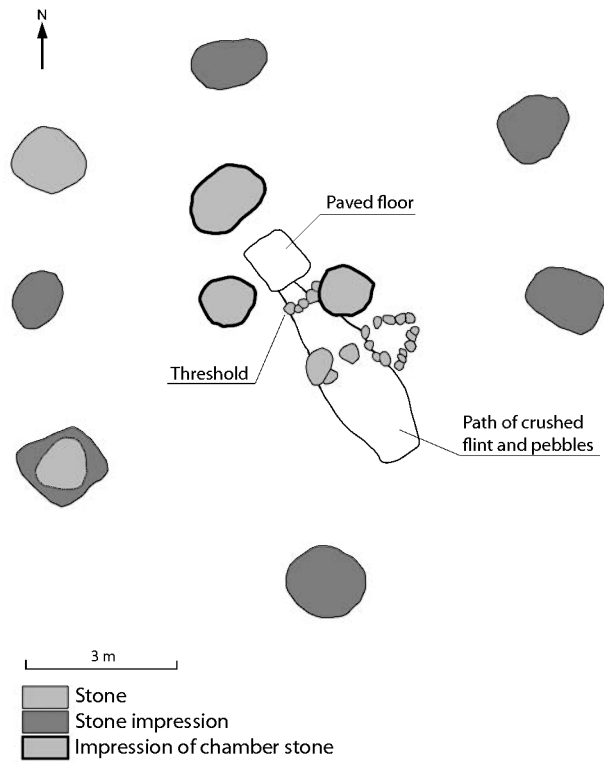 N
Paved floor
Threshold
Path of crushed
flint and pebbles
3 m
Stone
Stone impression
Impression of chamber stone